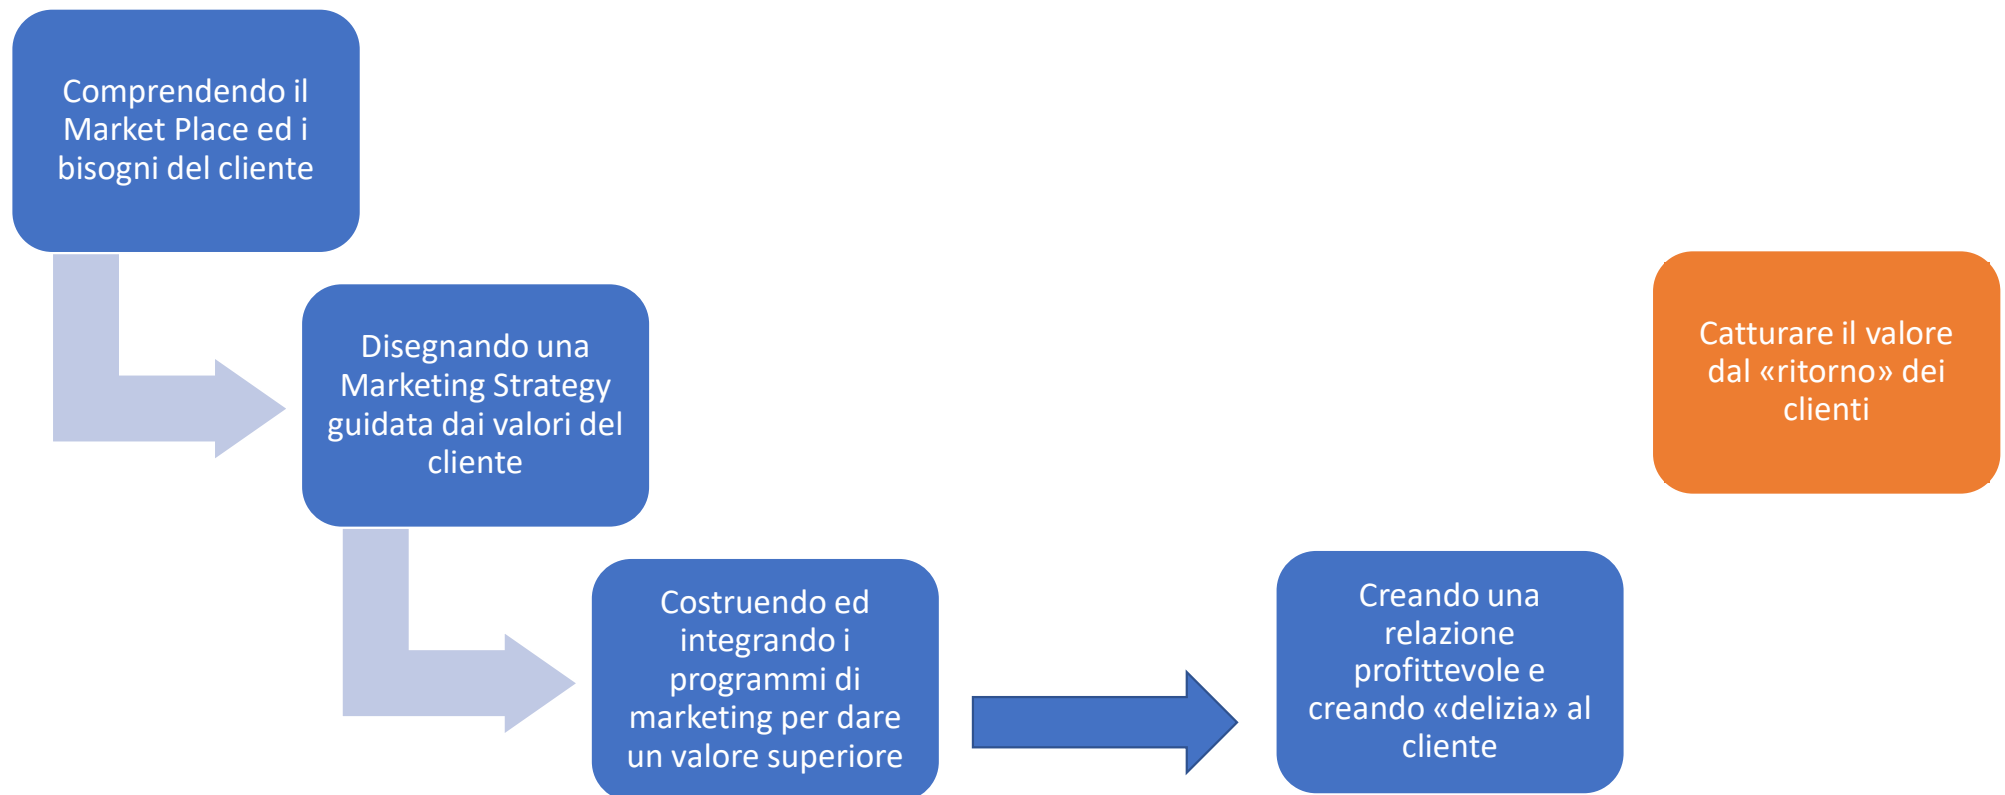 Comprendendo il
Market Place ed i
bisogni del cliente
Disegnando una
Marketing Strategy
guidata dai valori del
cliente
Costruendo ed
integrando i
programmi di
marketing per dare
un valore superiore
Creando una
relazione
profittevole e
creando «delizia» al
cliente
Catturare il valore
dal «ritorno» dei
clienti